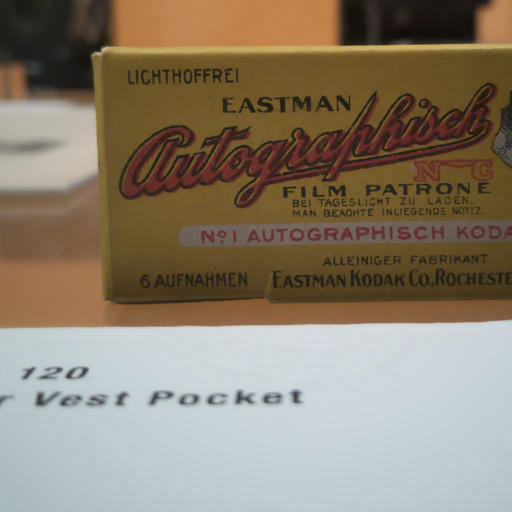 LICHTHOFFREI
EASTMAN
Autographisch
N C
FILM PATRONE
BEI TAGESLICHT ZU LADEN.
MAN BEACHTE INLIEGENDE NOTIZ.
Nº 1 AUTOGRAPHISCH KODA
ALLEINIGER FABRIKANT
6 AUFNAHMEN EASTMAN KODAK CO., ROCHESTE
120
r Vest Pocket